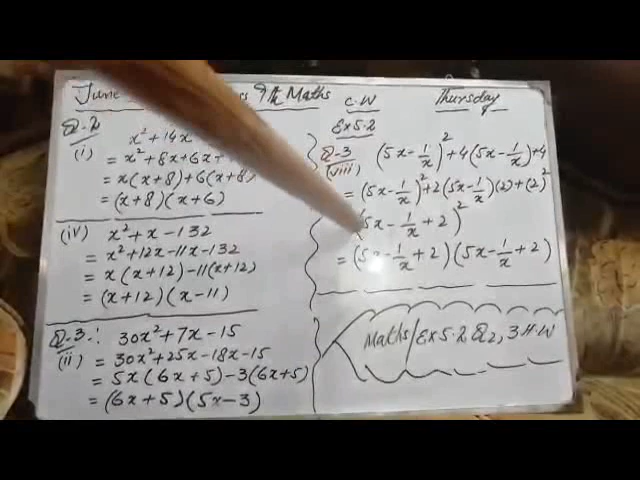 June 9th Maths C.W Thursday
Q.2
(i) x² + 14x
= x² + 8x + 6x +
= x(x+8) + 6(x+8)
= (x+8)(x+6)
(iv) x² + x - 132
= x² + 12x - 11x - 132
= x(x+12) - 11(x+12)
= (x+12)(x-11)
Q.3.: 30x² + 7x - 15
(ii) = 30x² + 25x - 18x - 15
= 5x(6x+5) - 3(6x+5)
= (6x+5)(5x-3)
Ex 5.2
Q-3 (viii) (5x - 1/x)² + 4(5x - 1/x) + 4
= (5x - 1/x)² + 2(5x - 1/x)(2) + (2)²
5x - 1/x + 2)²
= (5x - 1/x + 2)(5x - 1/x + 2)
Maths/Ex 5.2 Q2, 3 H.W